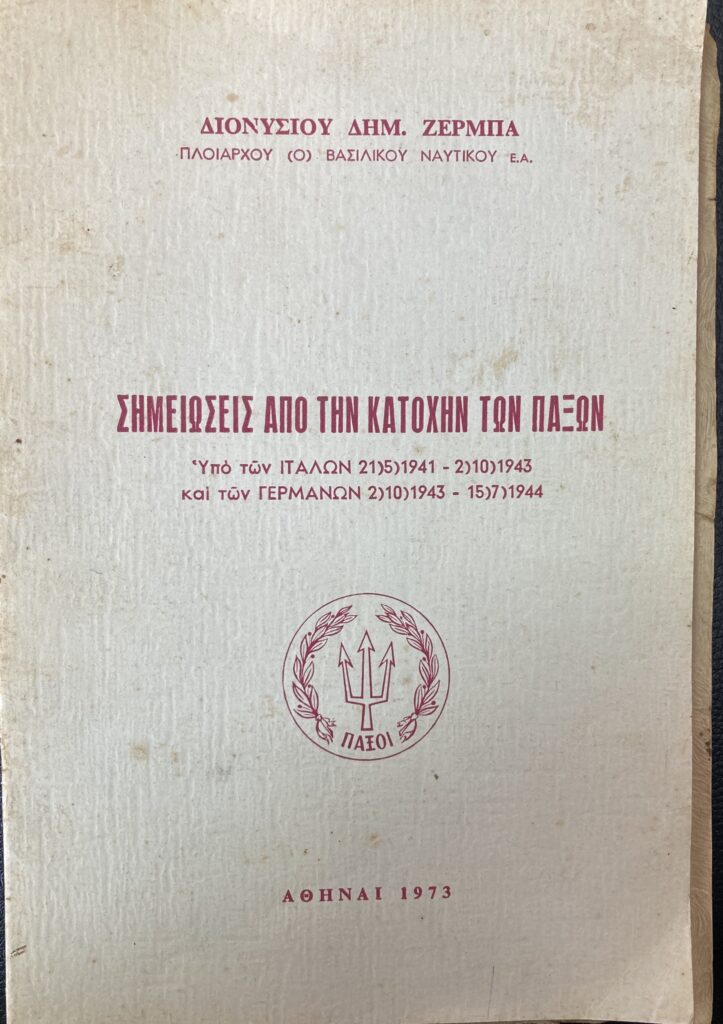 ΔΙΟΝΥΣΙΟΥ ΔΗΜ. ΖΕΡΜΠΑ
ΠΛΟΙΑΡΧΟΥ (Ο) ΒΑΣΙΛΙΚΟΥ ΝΑΥΤΙΚΟΥ Ε.Α.
ΣΗΜΕΙΩΣΕΙΣ ΑΠΟ ΤΗΝ ΚΑΤΟΧΗΝ ΤΩΝ ΠΑΞΩΝ
Ὑπὸ τῶν ΙΤΑΛΩΝ 21)5)1941 - 2)10)1943
καὶ τῶν ΓΕΡΜΑΝΩΝ 2)10)1943 - 15)7)1944
ΠΑΞΟΙ
ΑΘΗΝΑΙ 1973